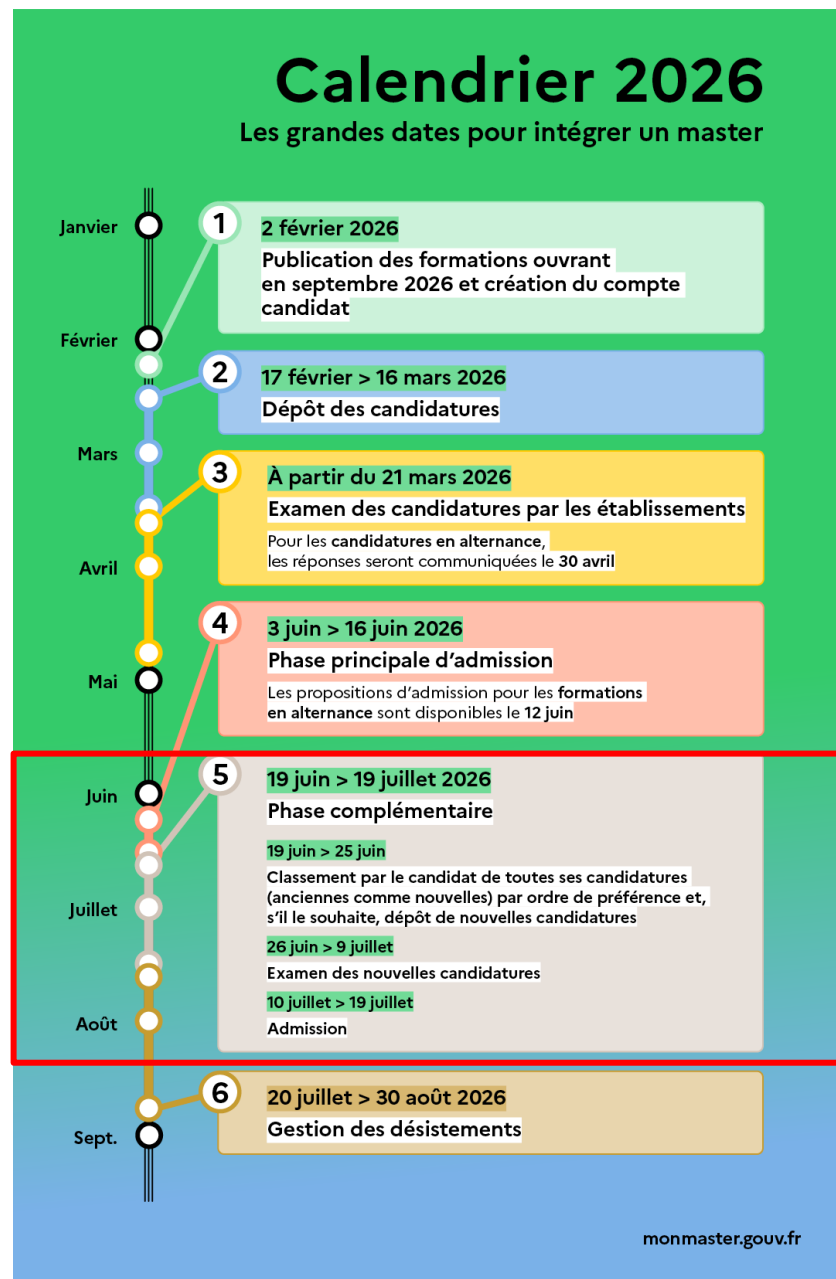 Calendrier 2026
Les grandes dates pour intégrer un master
Janvier
1
2 février 2026
Publication des formations ouvrant
en septembre 2026 et création du compte
candidat
Février
2
17 février > 16 mars 2026
Dépôt des candidatures
Mars
3
À partir du 21 mars 2026
Examen des candidatures par les établissements
Pour les candidatures en alternance,
les réponses seront communiquées le 30 avril
Avril
4
3 juin > 16 juin 2026
Phase principale d’admission
Les propositions d’admission pour les formations
en alternance sont disponibles le 12 juin
Mai
5
19 juin > 19 juillet 2026
Phase complémentaire
Juin
19 juin > 25 juin
Classement par le candidat de toutes ses candidatures
(anciennes comme nouvelles) par ordre de préférence et,
s’il le souhaite, dépôt de nouvelles candidatures
Juillet
26 juin > 9 juillet
Examen des nouvelles candidatures
10 juillet > 19 juillet
Admission
Août
6
20 juillet > 30 août 2026
Gestion des désistements
Sept.
monmaster.gouv.fr